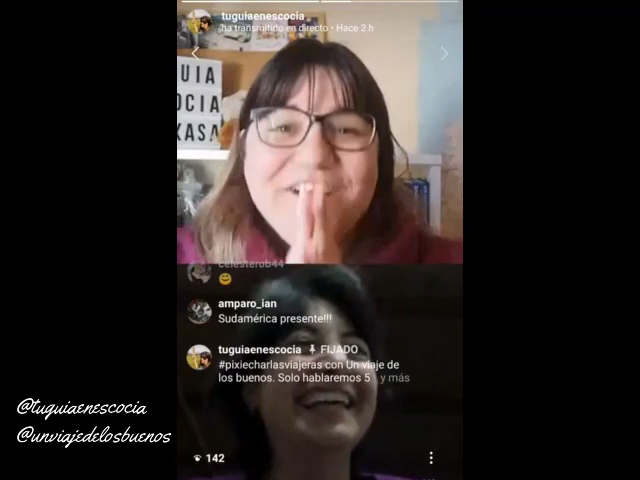 tuguiaenescocia
ha transmitido en directo • Hace 2 h
UIA
OCIA
KASA
celesterob44
😊
amparo_ian
Sudamérica presente!!!
tuguiaenescocia FIJADO
#pixiecharlasviajeras con Un viaje de
los buenos. Solo hablaremos 5 y más
142
@tuguiaenescocia
@unviajedelosbuenos